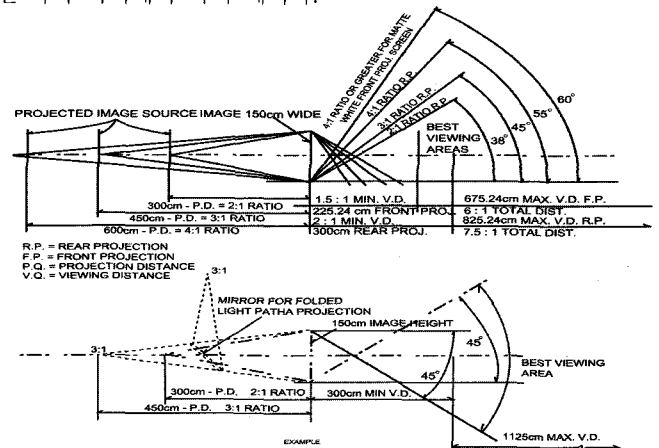 4:1 RATIO OR GREATER FOR MATTE
WHITE FRONT PROJ. SCREEN
4:1 RATIO R.P.
3:1 RATIO R.P.
2:1 RATIO R.P.
60°
55°
45°
38°
PROJECTED IMAGE SOURCE IMAGE 150cm WIDE
BEST
VIEWING
AREAS
300cm - P.D. = 2:1 RATIO
450cm - P.D. = 3:1 RATIO
600cm - P.D. = 4:1 RATIO
1.5 : 1 MIN. V.D.
225.24 cm FRONT PROJ.
2 : 1 MIN. V.D.
300cm REAR PROJ.
675.24cm MAX. V.D. F.P.
6 : 1 TOTAL DIST.
825.24cm MAX. V.D. R.P.
7.5 : 1 TOTAL DIST.
R.P. = REAR PROJECTION
F.P. = FRONT PROJECTION
P.Q. = PROJECTION DISTANCE
V.Q. = VIEWING DISTANCE
3:1
MIRROR FOR FOLDED
LIGHT PATHA PROJECTION
150cm IMAGE HEIGHT
3:1
45°
45°
BEST VIEWING
AREA
300cm - P.D. 2:1 RATIO
300cm MIN V.D.
450cm - P.D. 3:1 RATIO
1125cm MAX. V.D.
EXAMPLE